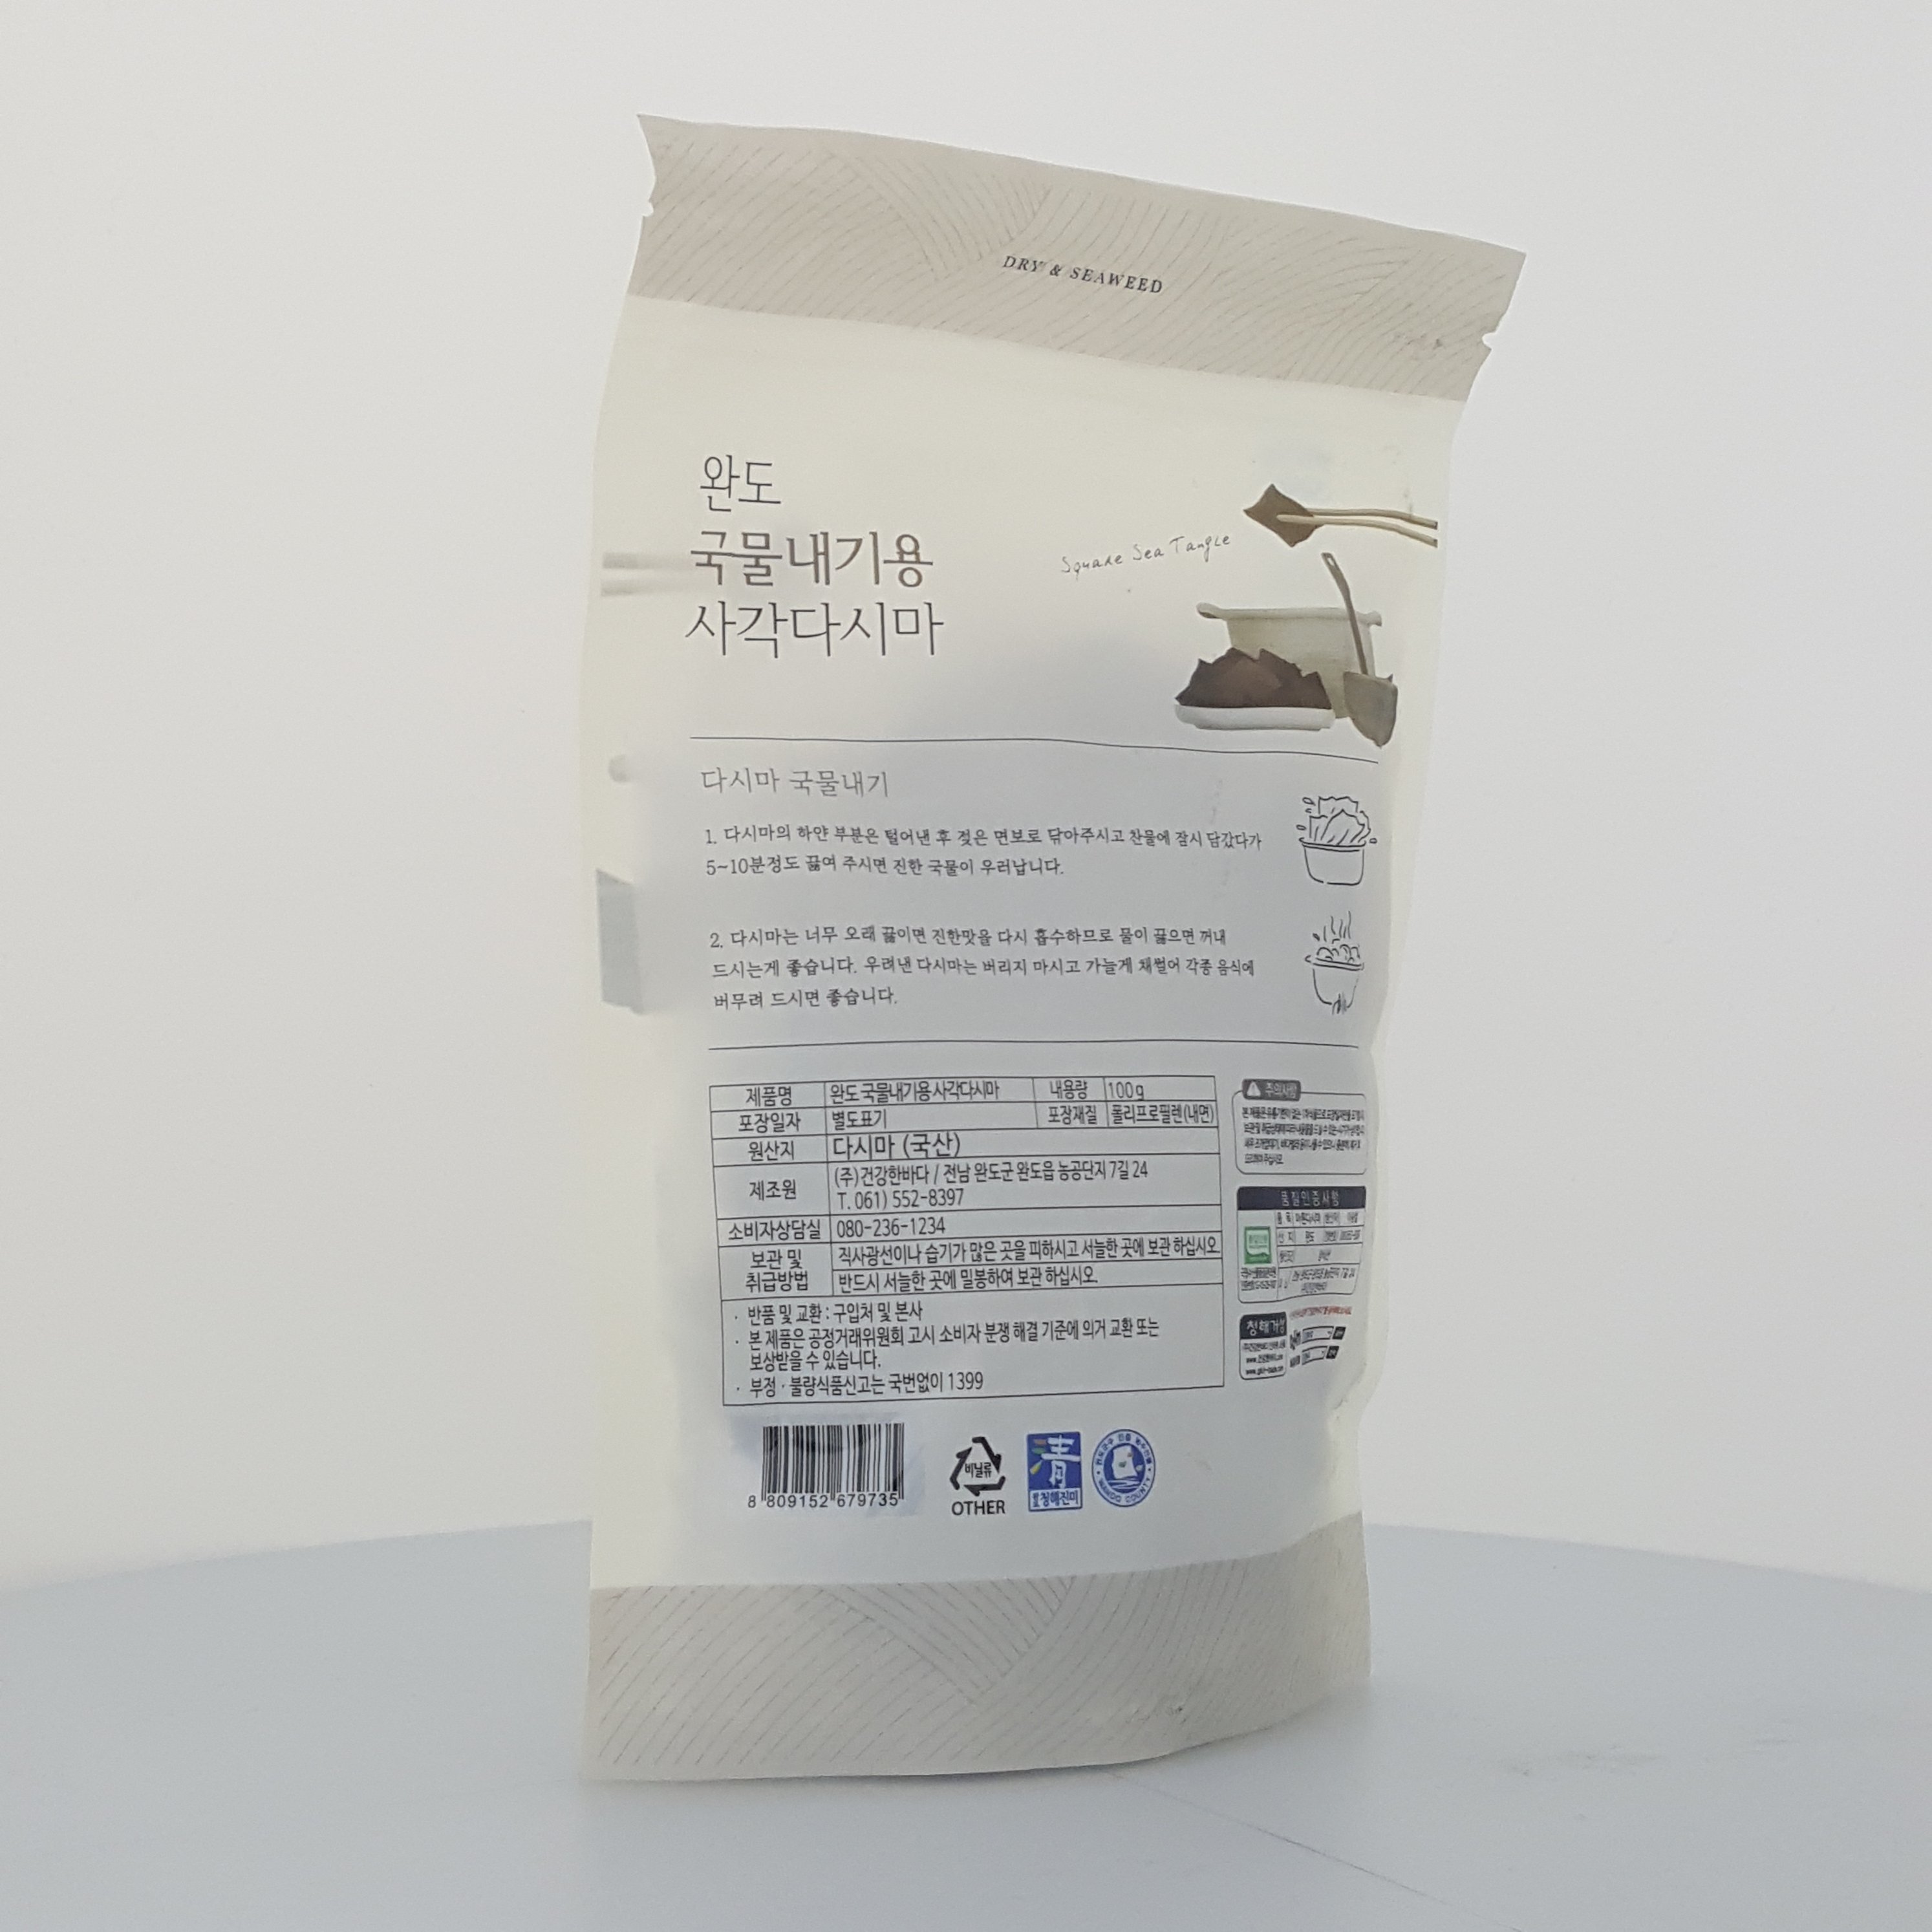 DRY & SEAWEED
완도
국물내기용
사각다시마
Square Sea Tangle
다시마 국물내기
1. 다시마의 하얀 부분은 털어낸 후 젖은 면보로 닦아주시고 찬물에 잠시 담갔다가
5~10분정도 끓여 주시면 진한 국물이 우러납니다.
2. 다시마는 너무 오래 끓이면 진한맛을 다시 흡수하므로 물이 끓으면 꺼내
드시는게 좋습니다. 우려낸 다시마는 버리지 마시고 가늘게 채썰어 각종 음식에
버무려 드시면 좋습니다.
제품명 완도 국물내기용 사각다시마 내용량 100g
포장일자 별도표기 포장재질 폴리프로필렌(내면)
원산지 다시마 (국산)
제조원 (주)건강한바다 / 전남 완도군 완도읍 농공단지 7길 24
T. 061) 552-8397
소비자상담실 080-236-1234
보관 및 취급방법 직사광선이나 습기가 많은 곳을 피하시고 서늘한 곳에 보관 하십시오.
반드시 서늘한 곳에 밀봉하여 보관 하십시오.
· 반품 및 교환 : 구입처 및 본사
· 본 제품은 공정거래위원회 고시 소비자 분쟁 해결 기준에 의거 교환 또는
보상받을 수 있습니다.
· 부정 · 불량식품신고는 국번없이 1399
주의사항
품질인증사항
8 809152 679735
비닐류
OTHER
靑
청해진미
WANDO COUNTY